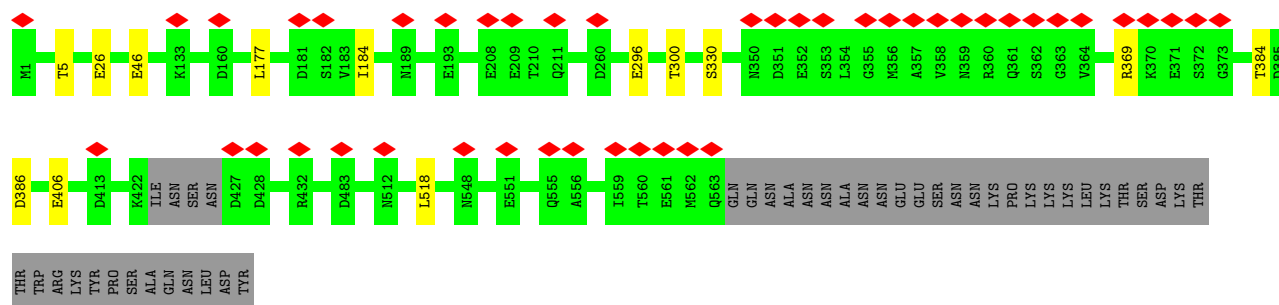 M1 T5 E26 E46 K133 D160 L177 D181 S182 V183 I184 N189 E193 E208 E209 T210 Q211 D260 E296 T300 S330 N350 D351 E352 S353 L354 G355 M356 A357 V358 N359 R360 Q361 S362 G363 V364 R369 K370 E371 S372 G373 T384 D385
D386 E406 D413 K422 ILE ASN SER ASN D427 D428 R432 D483 N512 L518 N548 E551 Q555 A556 I559 T560 E561 M562 Q563 GLN GLN ASN ALA ASN ASN ALA ASN ASN GLU GLU SER ASN ASN LYS PRO LYS LYS LYS LEU LYS THR SER ASP LYS THR
THR TRP ARG LYS TYR PRO SER ALA GLN ASN LEU ASP TYR